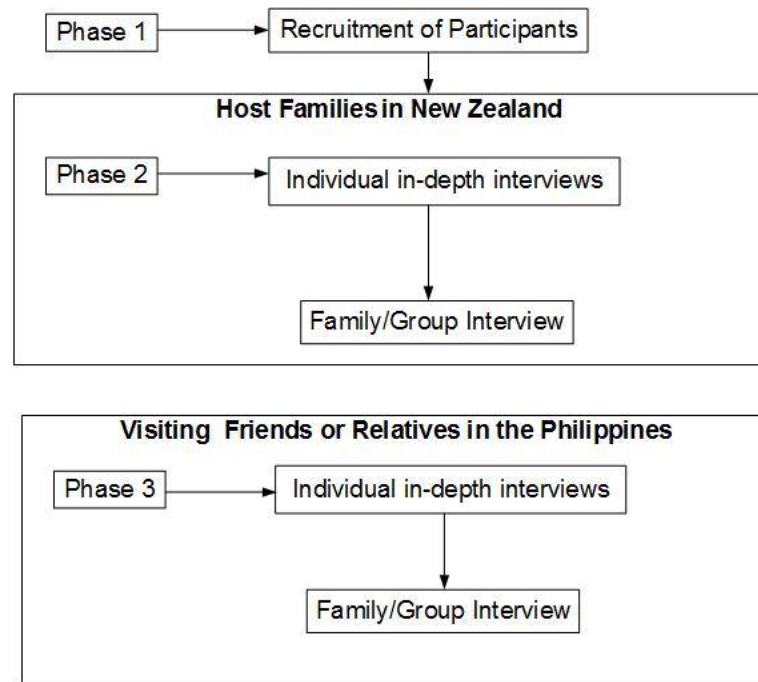 Phase 1
Recruitment of Participants
Host Families in New Zealand
Phase 2
Individual in-depth interviews
Family/Group Interview
Visiting Friends or Relatives in the Philippines
Phase 3
Individual in-depth interviews
Family/Group Interview